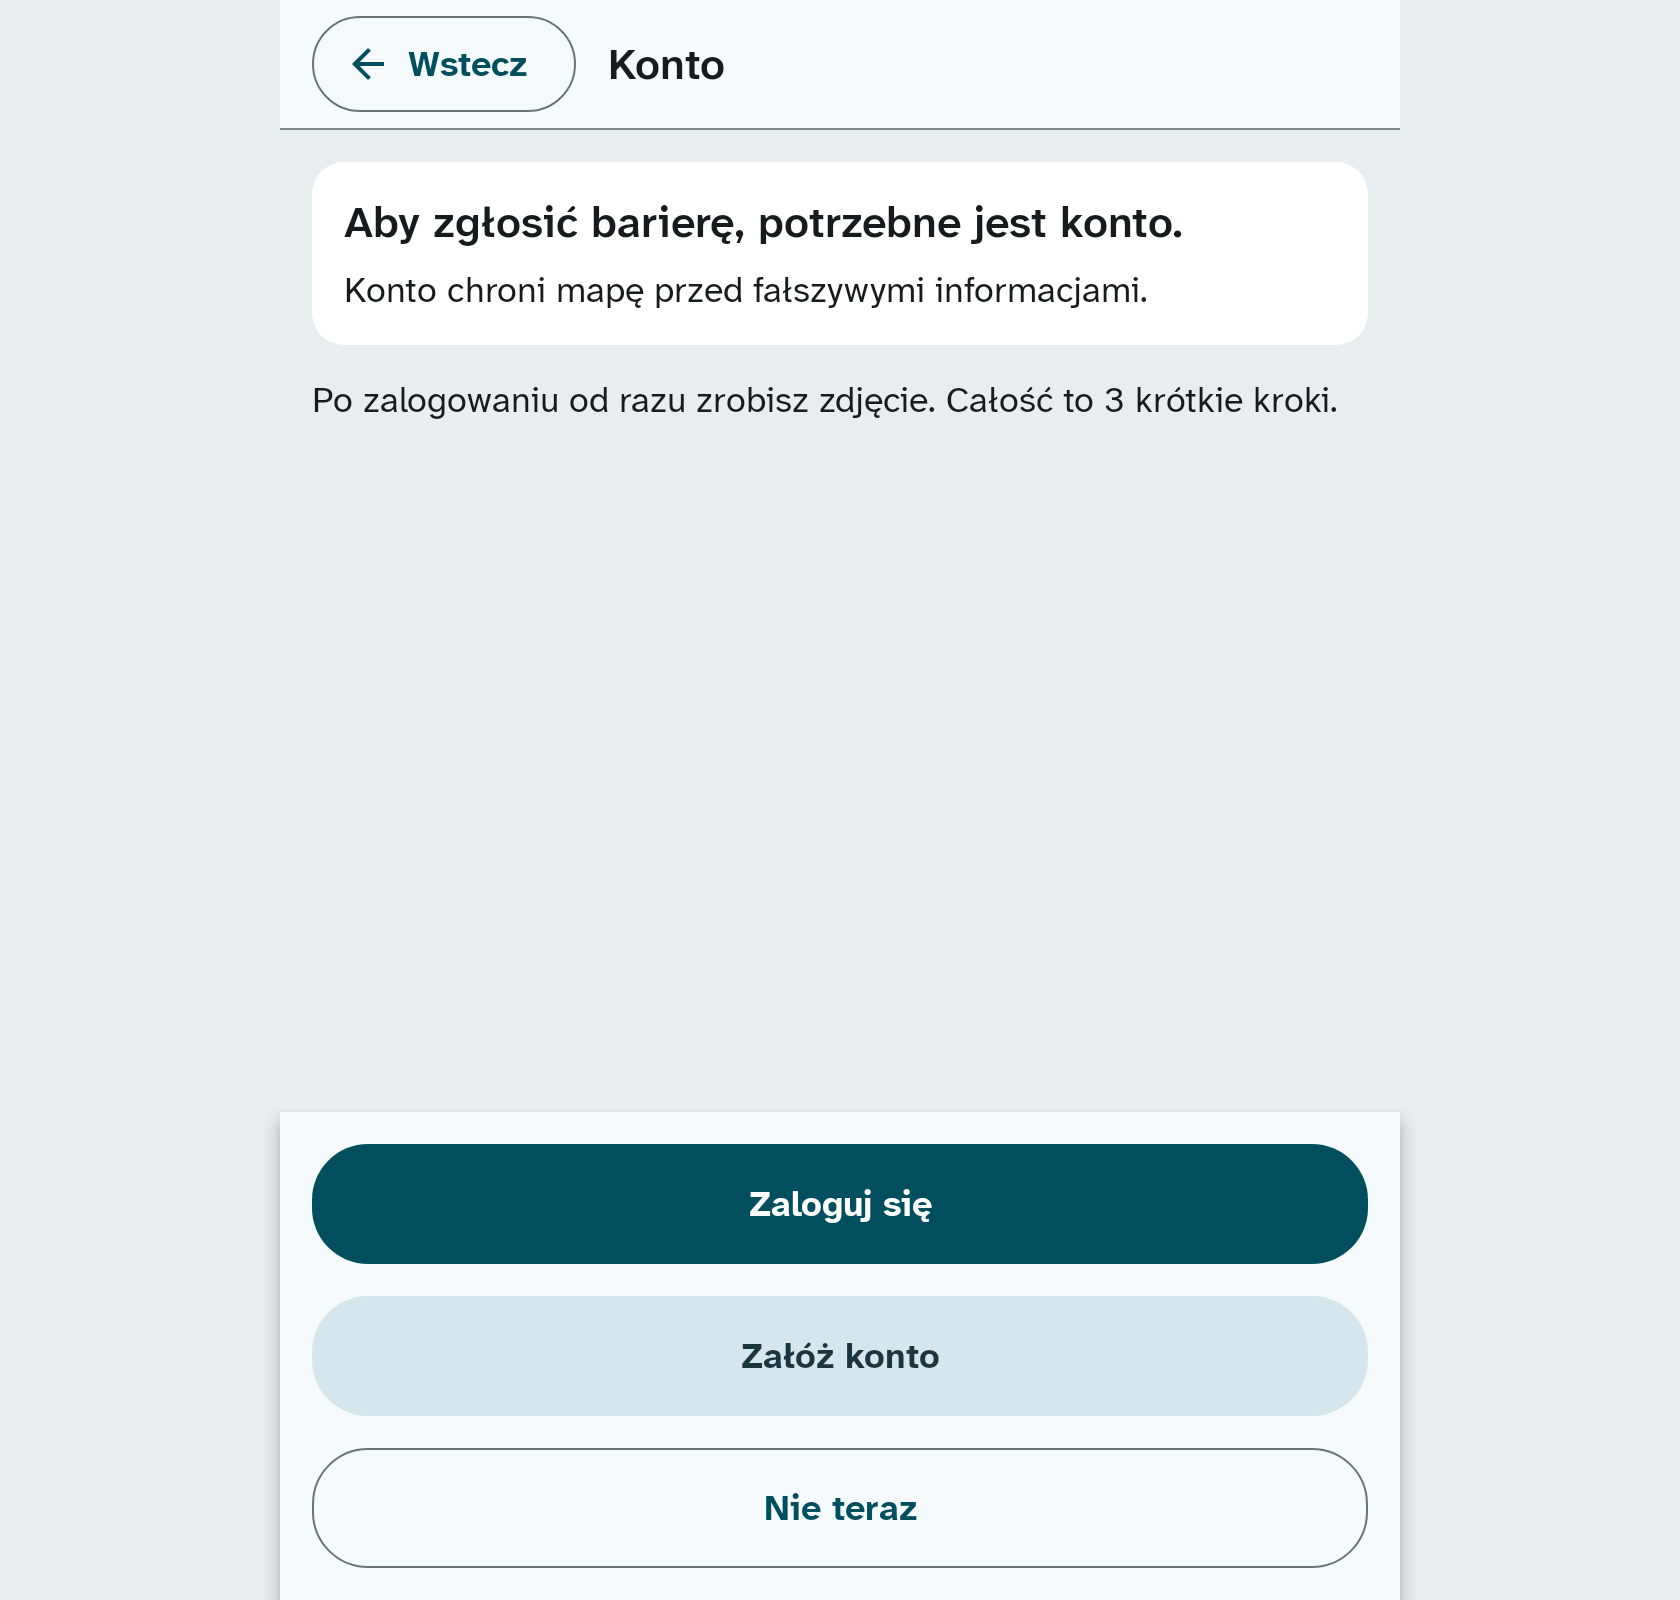 Wstecz
Konto
Aby zgłosić barierę, potrzebne jest konto.
Konto chroni mapę przed fałszywymi informacjami.
Po zalogowaniu od razu zrobisz zdjęcie. Całość to 3 krótkie kroki.
Zaloguj się
Załóż konto
Nie teraz